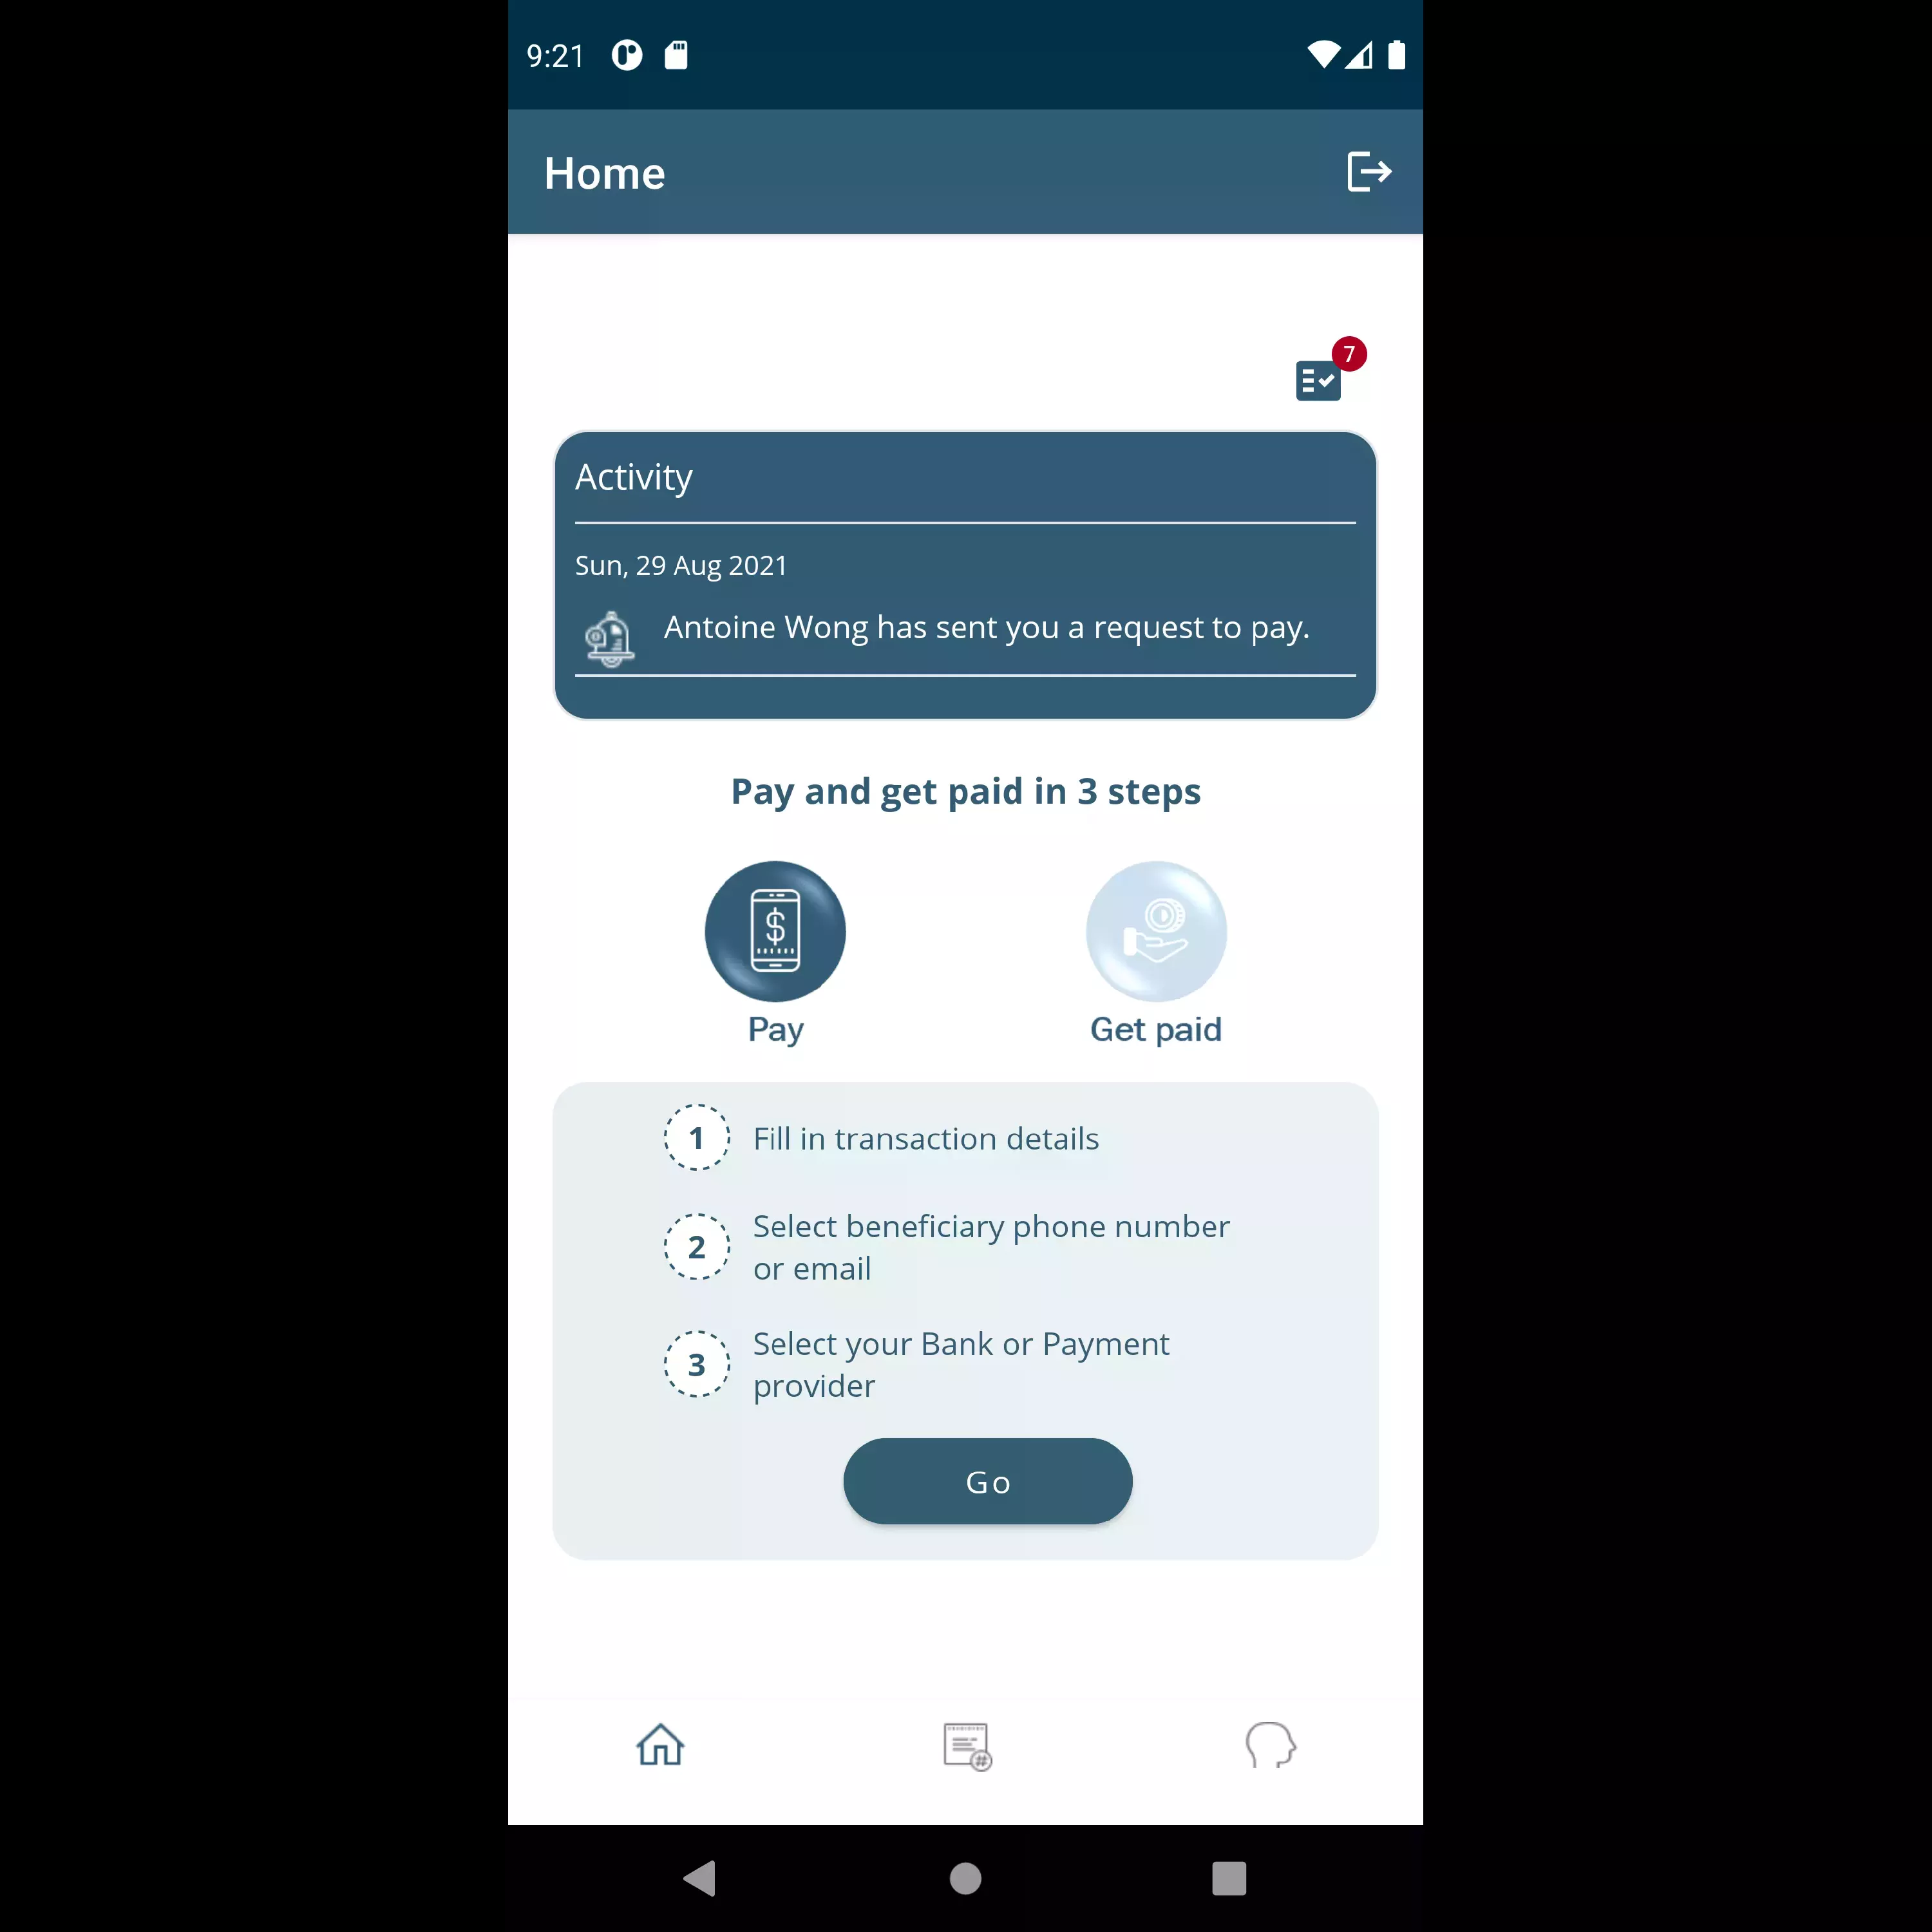 9:21
Home
7
Activity
Sun, 29 Aug 2021
Antoine Wong has sent you a request to pay.
Pay and get paid in 3 steps
$
Pay
Get paid
1
Fill in transaction details
2
Select beneficiary phone number
or email
3
Select your Bank or Payment
provider
Go
#